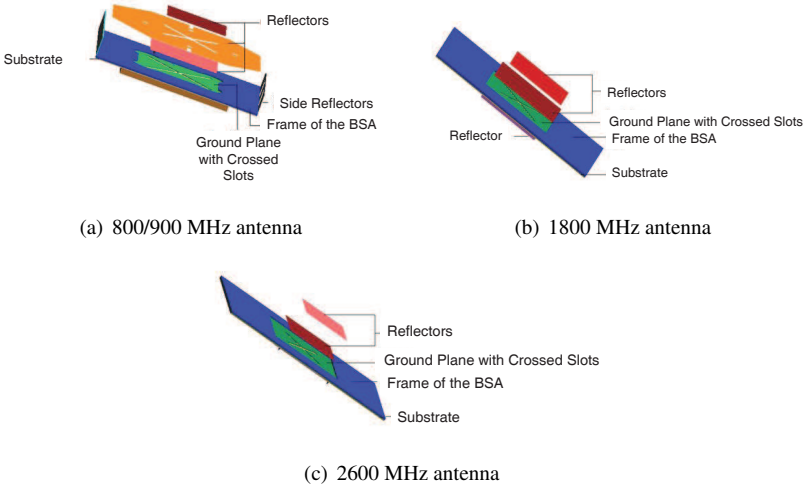 Reflectors
Substrate
Side Reflectors
Frame of the BSA
Ground Plane
with Crossed
Slots
(a) 800/900 MHz antenna
Reflectors
Ground Plane with Crossed Slots
Reflector
Frame of the BSA
Substrate
(b) 1800 MHz antenna
Reflectors
Ground Plane with Crossed Slots
Frame of the BSA
Substrate
(c) 2600 MHz antenna